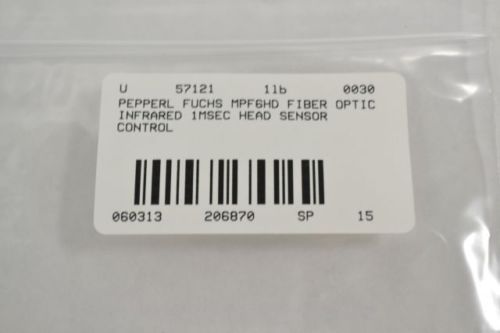 U 57121 1lb 0030
PEPPERL FUCHS MPF6HD FIBER OPTIC
INFRARED 1MSEC HEAD SENSOR
CONTROL
060313 206870 SP 15